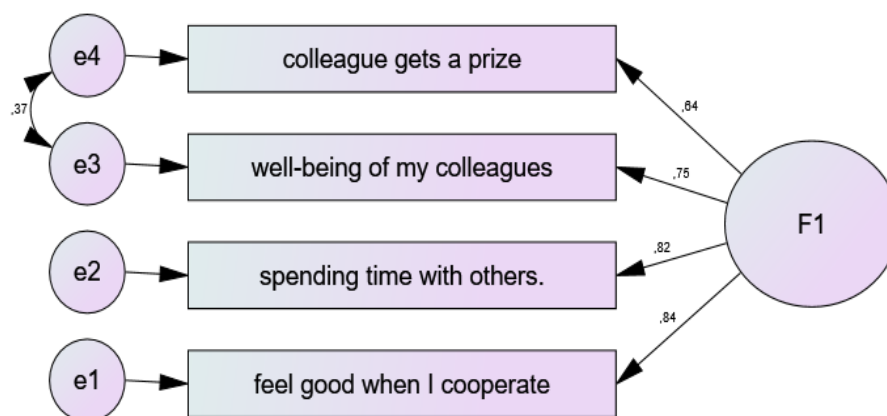 e4
colleague gets a prize
,64
,37
e3
well-being of my colleagues
,75
F1
e2
spending time with others.
,82
e1
feel good when I cooperate
,84